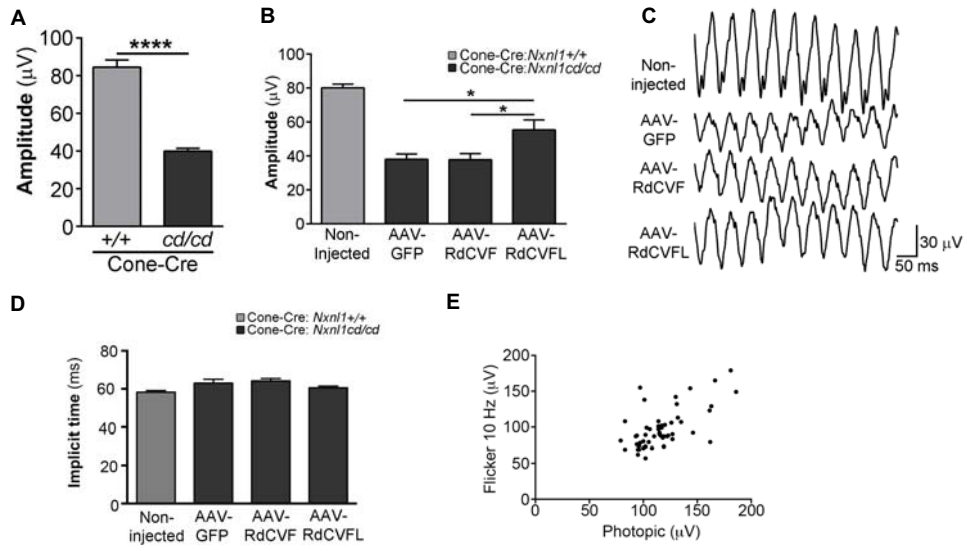 A
Amplitude (μV)
100
80
60
40
20
0
****
+/+ cd/cd
Cone-Cre
B
Cone-Cre:Nxnl1+/+
Cone-Cre:Nxnl1cd/cd
Amplitude (μV)
100
80
60
40
20
0
*
*
Non-
Injected
AAV-
GFP
AAV-
RdCVF
AAV-
RdCVFL
C
Non-
injected
AAV-
GFP
AAV-
RdCVF
AAV-
RdCVFL
30 μV
50 ms
D
Cone-Cre: Nxnl1+/+
Cone-Cre: Nxnl1cd/cd
Implicit time (ms)
80
60
40
20
0
Non-
injected
AAV-
GFP
AAV-
RdCVF
AAV-
RdCVFL
E
Flicker 10 Hz (μV)
200
150
100
50
0
0 50 100 150 200
Photopic (μV)